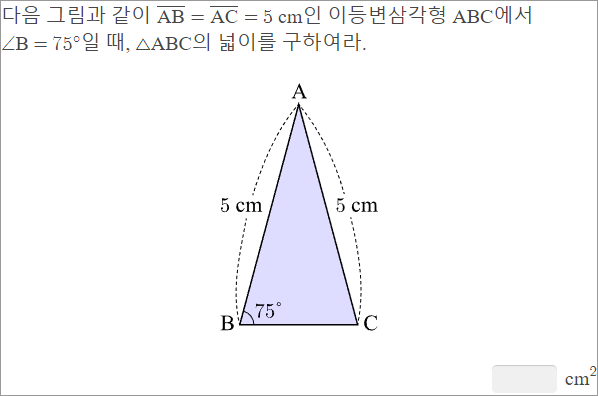 다음 그림과 같이 AB = AC = 5 cm인 이등변삼각형 ABC에서
∠B = 75°일 때, △ABC의 넓이를 구하여라.
A
5 cm 5 cm
75°
B C
cm²